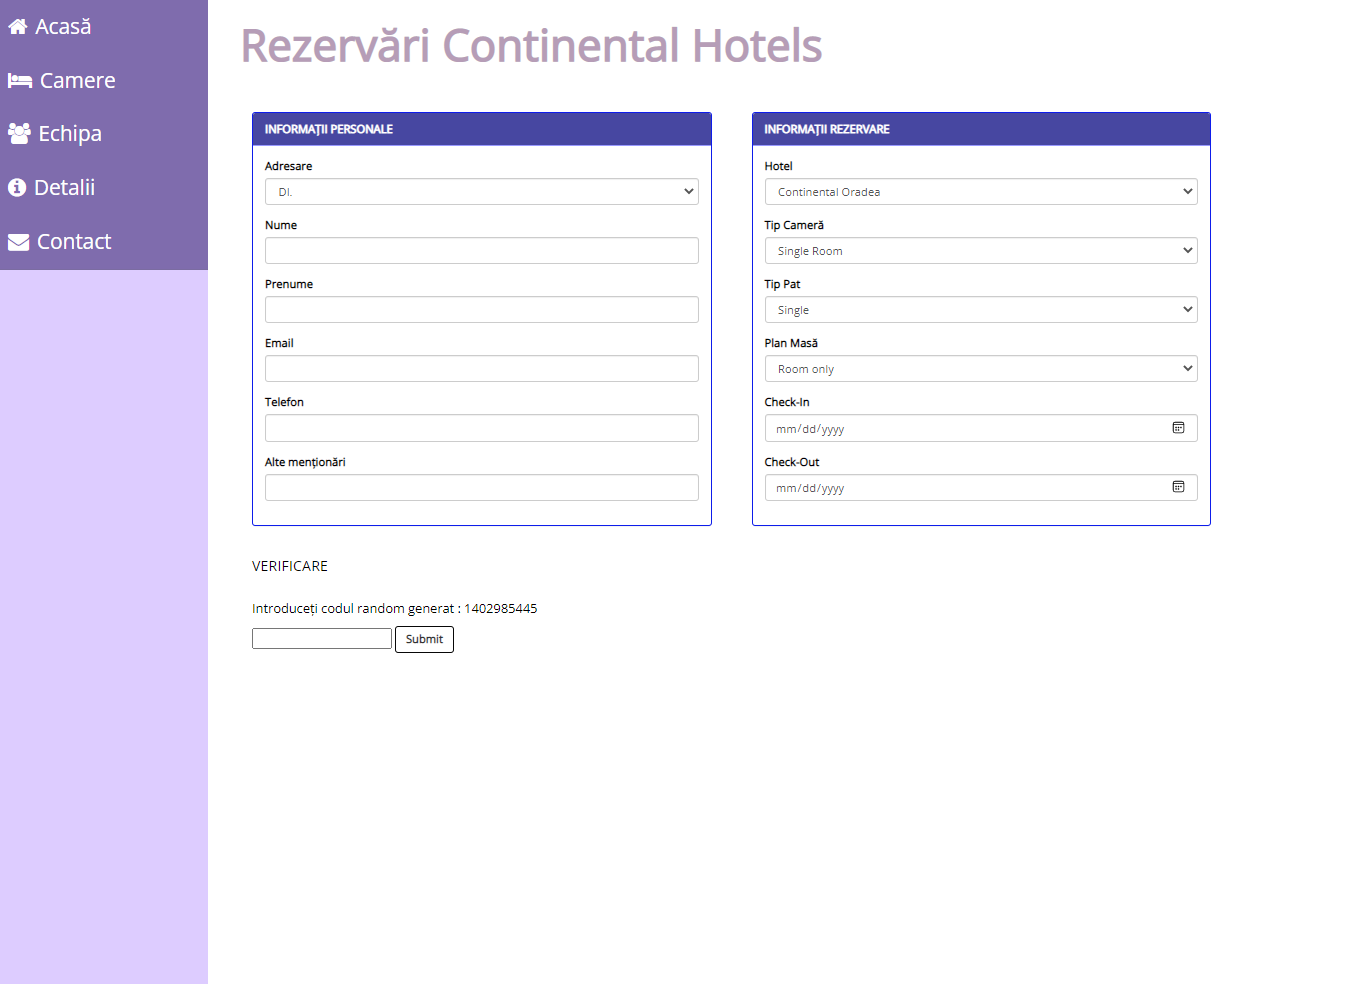 Acasă
Camere
Echipa
Detalii
Contact
Rezervări Continental Hotels
INFORMAȚII PERSONALE
Adresare
Dl.
Nume
Prenume
Email
Telefon
Alte menționări
INFORMAȚII REZERVARE
Hotel
Continental Oradea
Tip Cameră
Single Room
Tip Pat
Single
Plan Masă
Room only
Check-In
mm/dd/yyyy
Check-Out
mm/dd/yyyy
VERIFICARE
Introduceți codul random generat : 1402985445
Submit